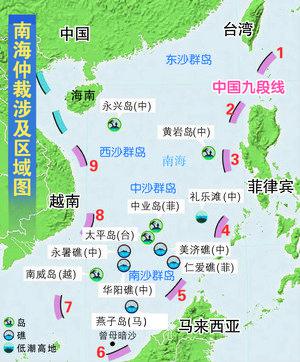 南海仲裁涉及区域图
中国
台湾
东沙群岛
1
中国九段线
海南
永兴岛(中)
2
黄岩岛(中)
西沙群岛
南海
3
9
中沙群岛
越南
礼乐滩(中)
菲律宾
中业岛(菲)
8
太平岛(台)
4
永暑礁(中)
美济礁(中)
南威岛(越)
南沙群岛
仁爱礁(菲)
华阳礁(中)
5
7
燕子岛(马)
马来西亚
曾母暗沙
6
岛
礁
低潮高地